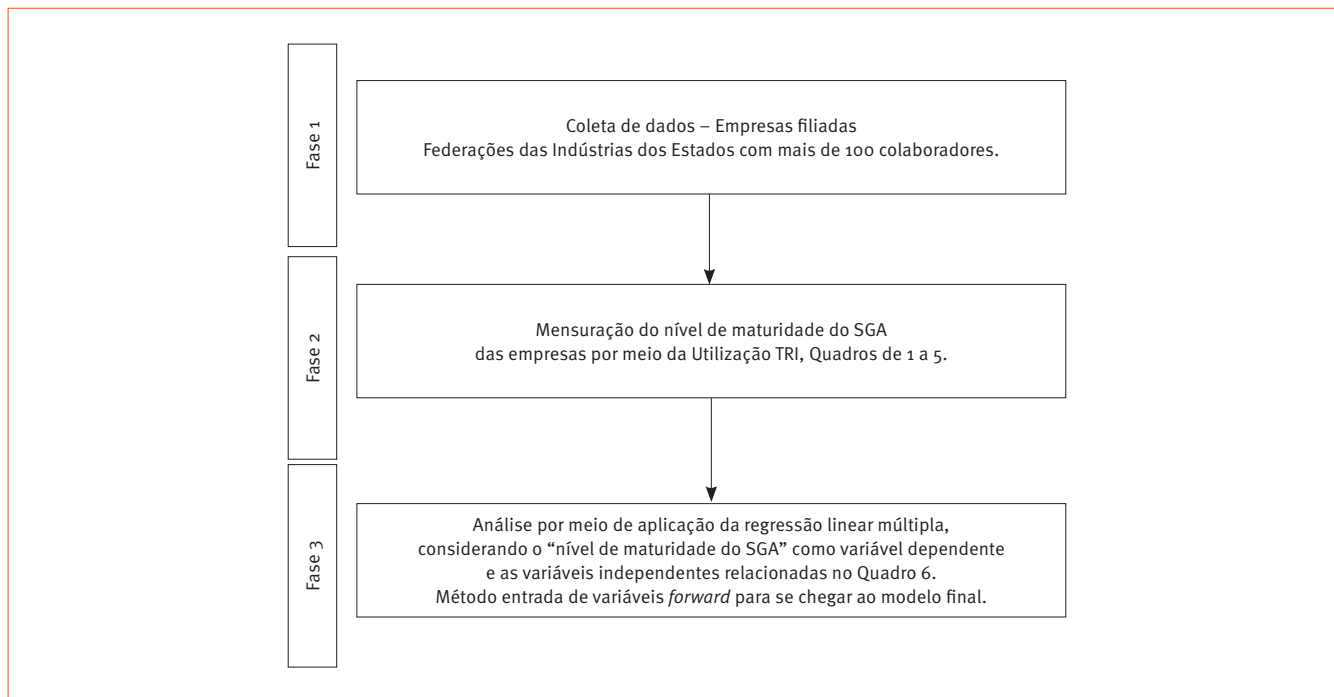 Fase 1
Coleta de dados – Empresas filiadas
Federações das Indústrias dos Estados com mais de 100 colaboradores.
Fase 2
Mensuração do nível de maturidade do SGA
das empresas por meio da Utilização TRI, Quadros de 1 a 5.
Fase 3
Análise por meio de aplicação da regressão linear múltipla,
considerando o “nível de maturidade do SGA” como variável dependente
e as variáveis independentes relacionadas no Quadro 6.
Método entrada de variáveis forward para se chegar ao modelo final.